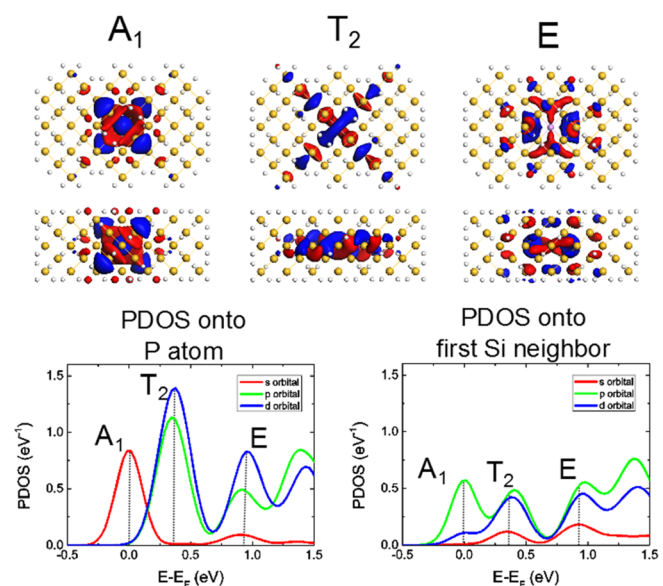 A₁ T₂ E
PDOS onto
P atom
PDOS onto
first Si neighbor
PDOS (eV⁻¹)
1.5
1.0
0.5
0.0
A₁
T₂
E
s orbital
p orbital
d orbital
-0.5 0.0 0.5 1.0 1.5
E-E_F (eV)
PDOS (eV⁻¹)
1.5
1.0
0.5
0.0
A₁
T₂
E
s orbital
p orbital
d orbital
-0.5 0.0 0.5 1.0 1.5
E-E_F (eV)